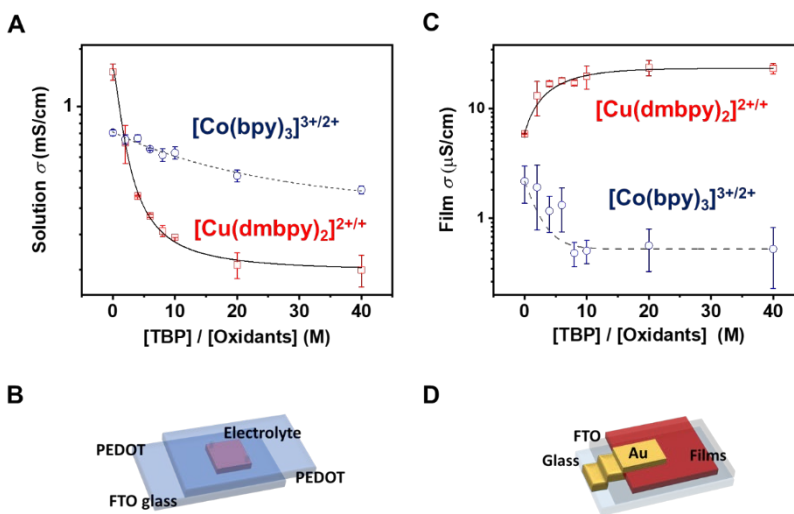 A
Solution σ (mS/cm)
1
[Co(bpy)₃]³⁺/²⁺
[Cu(dmbpy)₂]²⁺/⁺
0 10 20 30 40
[TBP] / [Oxidants] (M)
C
Film σ (μS/cm)
10
1
[Cu(dmbpy)₂]²⁺/⁺
[Co(bpy)₃]³⁺/²⁺
0 10 20 30 40
[TBP] / [Oxidants] (M)
B
PEDOT
Electrolyte
PEDOT
FTO glass
D
FTO
Glass
Au
Films